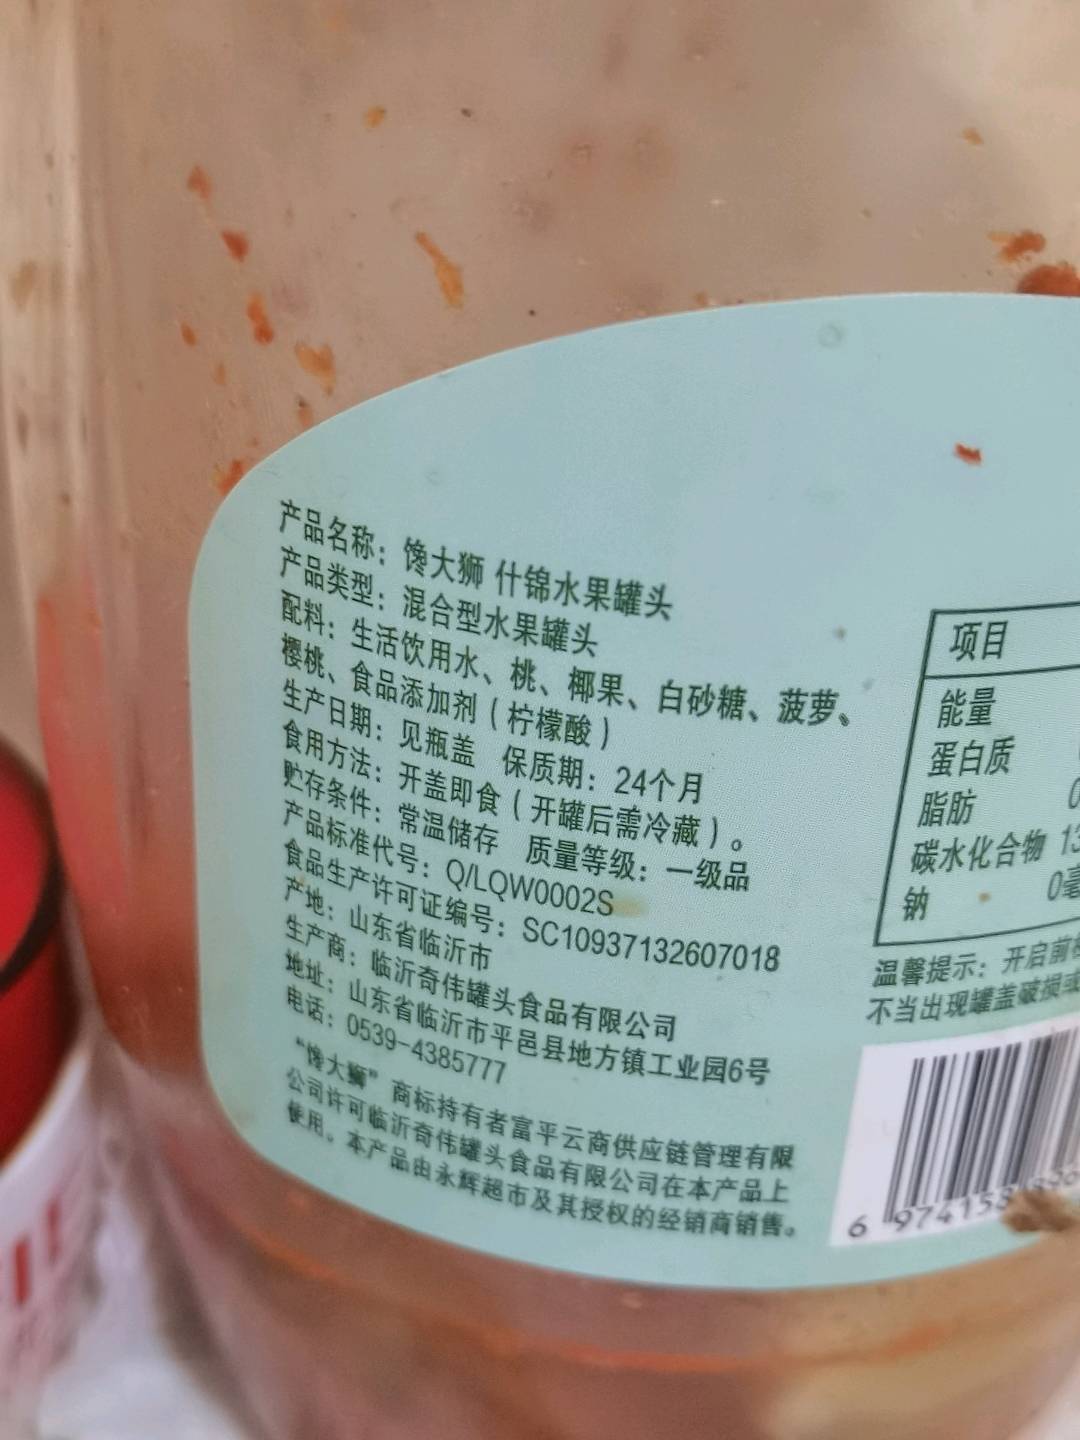 产品名称：馋大狮 什锦水果罐头
产品类型：混合型水果罐头
配料：生活饮用水、桃、椰果、白砂糖、菠萝、
樱桃、食品添加剂（柠檬酸）
生产日期：见瓶盖 保质期：24个月
食用方法：开盖即食（开罐后需冷藏）。
贮存条件：常温储存 质量等级：一级品
产品标准代号：Q/LQW0002S
食品生产许可证编号：SC10937132607018
产地：山东省临沂市
生产商：临沂奇伟罐头食品有限公司
地址：山东省临沂市平邑县地方镇工业园6号
电话：0539-4385777
“馋大狮”商标持有者富平云商供应链管理有限
公司许可临沂奇伟罐头食品有限公司在本产品上
使用。本产品由永辉超市及其授权的经销商销售。
项目
能量
蛋白质
脂肪 0
碳水化合物 13
钠 0毫
温馨提示：开启前
不当出现罐盖破损或
6 974158